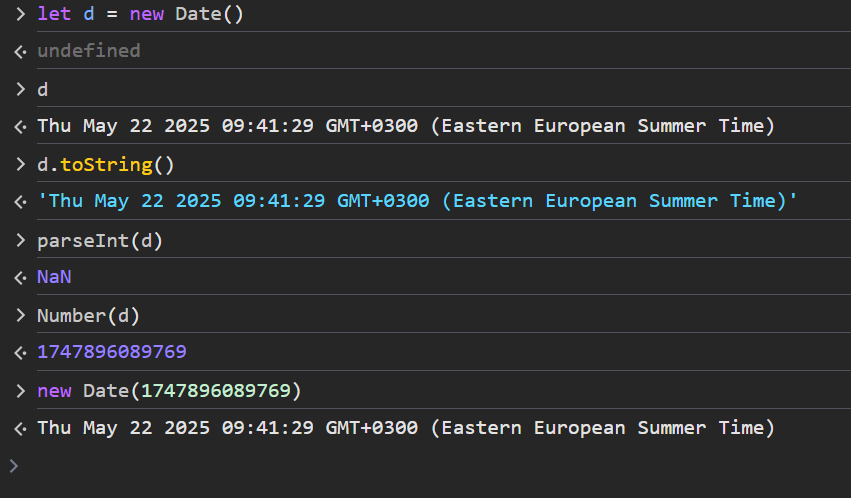 let d = new Date()
undefined
d
Thu May 22 2025 09:41:29 GMT+0300 (Eastern European Summer Time)
d.toString()
'Thu May 22 2025 09:41:29 GMT+0300 (Eastern European Summer Time)'
parseInt(d)
NaN
Number(d)
1747896089769
new Date(1747896089769)
Thu May 22 2025 09:41:29 GMT+0300 (Eastern European Summer Time)